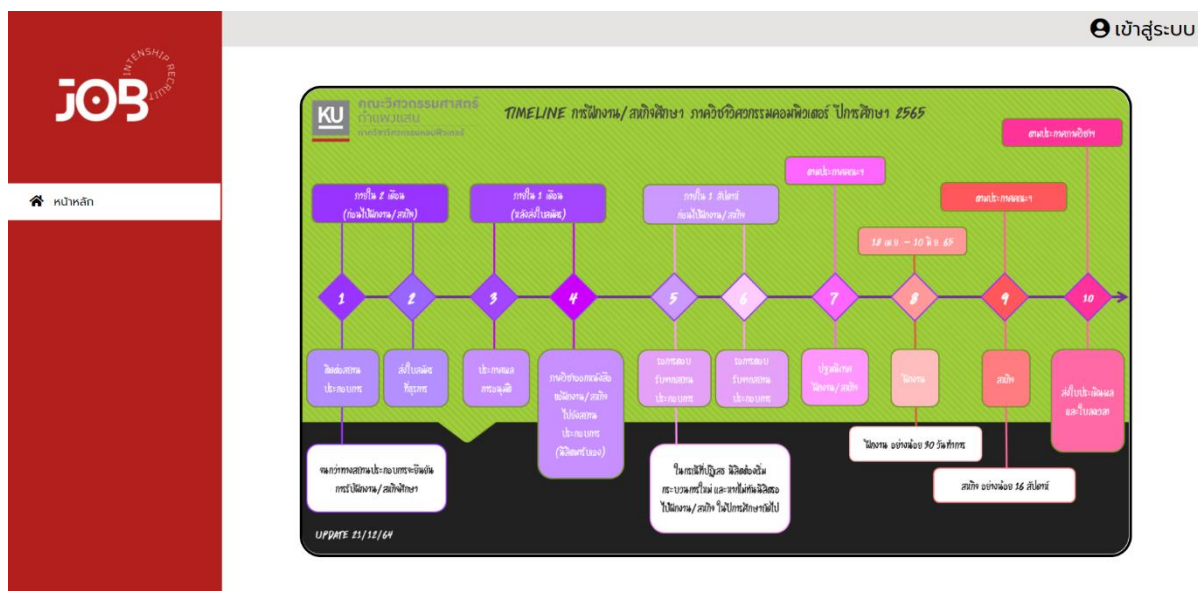 เข้าสู่ระบบ
INTENSHIP RECRUIT
JOB
หน้าหลัก
KU
คณะวิศวกรรมศาสตร์
กำแพงแสน
ภาควิชาวิศวกรรมคอมพิวเตอร์
TIMELINE การฝึกงาน/สหกิจศึกษา ภาควิชาวิศวกรรมคอมพิวเตอร์ ปีการศึกษา 2565
ตามประกาศภาควิชาฯ
ตามประกาศคณะฯ
ภายใน 2 เดือน
(ก่อนไปฝึกงาน/สหกิจ)
ภายใน 1 เดือน
(หลังส่งใบสมัคร)
ภายใน 1 สัปดาห์
ก่อนไปฝึกงาน/สหกิจ
ตามประกาศคณะฯ
18 เม.ย - 10 มิ.ย 65
1
2
3
4
5
6
7
8
9
10
ติดต่อสถาน
ประกอบการ
ส่งใบสมัคร
ที่ธุรการ
ประกาศผล
การอนุมัติ
ภาควิชาออกหนังสือ
ขอฝึกงาน/สหกิจ
ไปยังสถาน
ประกอบการ
(นิสิตพร้อมเอง)
รอการตอบ
รับจากสถาน
ประกอบการ
รอการตอบ
รับจากสถาน
ประกอบการ
ปฐมนิเทศ
ฝึกงาน/สหกิจ
ฝึกงาน
สหกิจ
ส่งใบประเมินผล
และใบลงเวลา
จนกว่าทางสถานประกอบการจะยืนยัน
การรับฝึกงาน/สหกิจศึกษา
ในกรณีที่ปฏิเสธ นิสิตต้องเริ่ม
กระบวนการใหม่ และหากไม่ทันนิสิตรอ
ไปฝึกงาน/สหกิจ ในปีการศึกษาถัดไป
ฝึกงาน อย่างน้อย 30 วันทำการ
สหกิจ อย่างน้อย 16 สัปดาห์
UPDATE 21/12/64